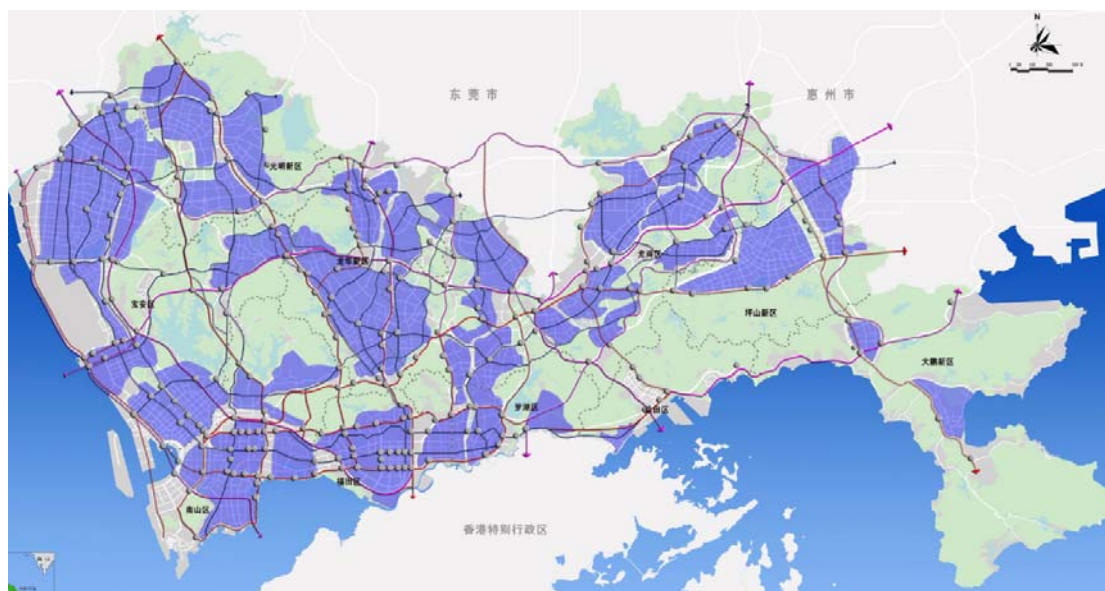 N
东莞市
惠州市
光明新区
龙华新区
龙岗区
宝安区
坪山新区
大鹏新区
罗湖区
盐田区
福田区
南山区
香港特别行政区